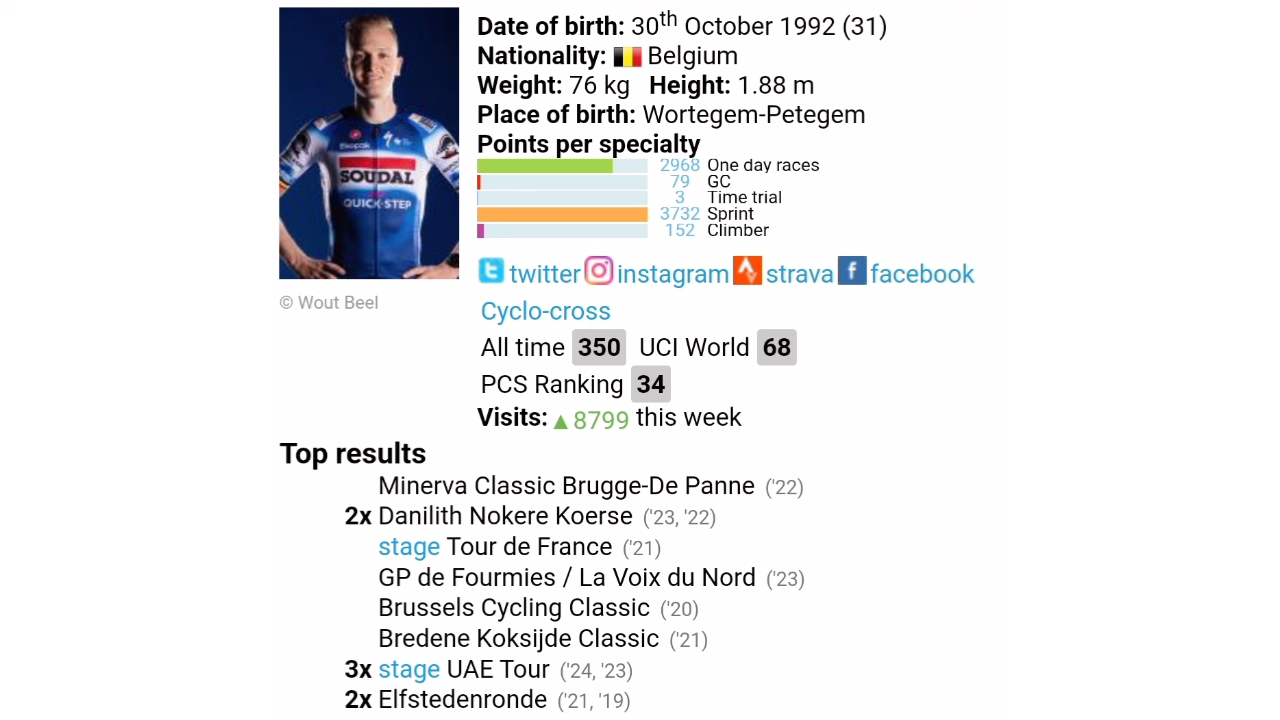 Date of birth: 30th October 1992 (31)
Nationality: Belgium
Weight: 76 kg Height: 1.88 m
Place of birth: Wortegem-Petegem
Points per specialty
2968 One day races
79 GC
3 Time trial
3732 Sprint
152 Climber
Ekopak
SOUDAL
QUICK-STEP
twitter instagram strava facebook
© Wout Beel
Cyclo-cross
All time 350 UCI World 68
PCS Ranking 34
Visits: ▲8799 this week
Top results
Minerva Classic Brugge-De Panne ('22)
2x Danilith Nokere Koerse ('23, '22)
stage Tour de France ('21)
GP de Fourmies / La Voix du Nord ('23)
Brussels Cycling Classic ('20)
Bredene Koksijde Classic ('21)
3x stage UAE Tour ('24, '23)
2x Elfstedenronde ('21, '19)